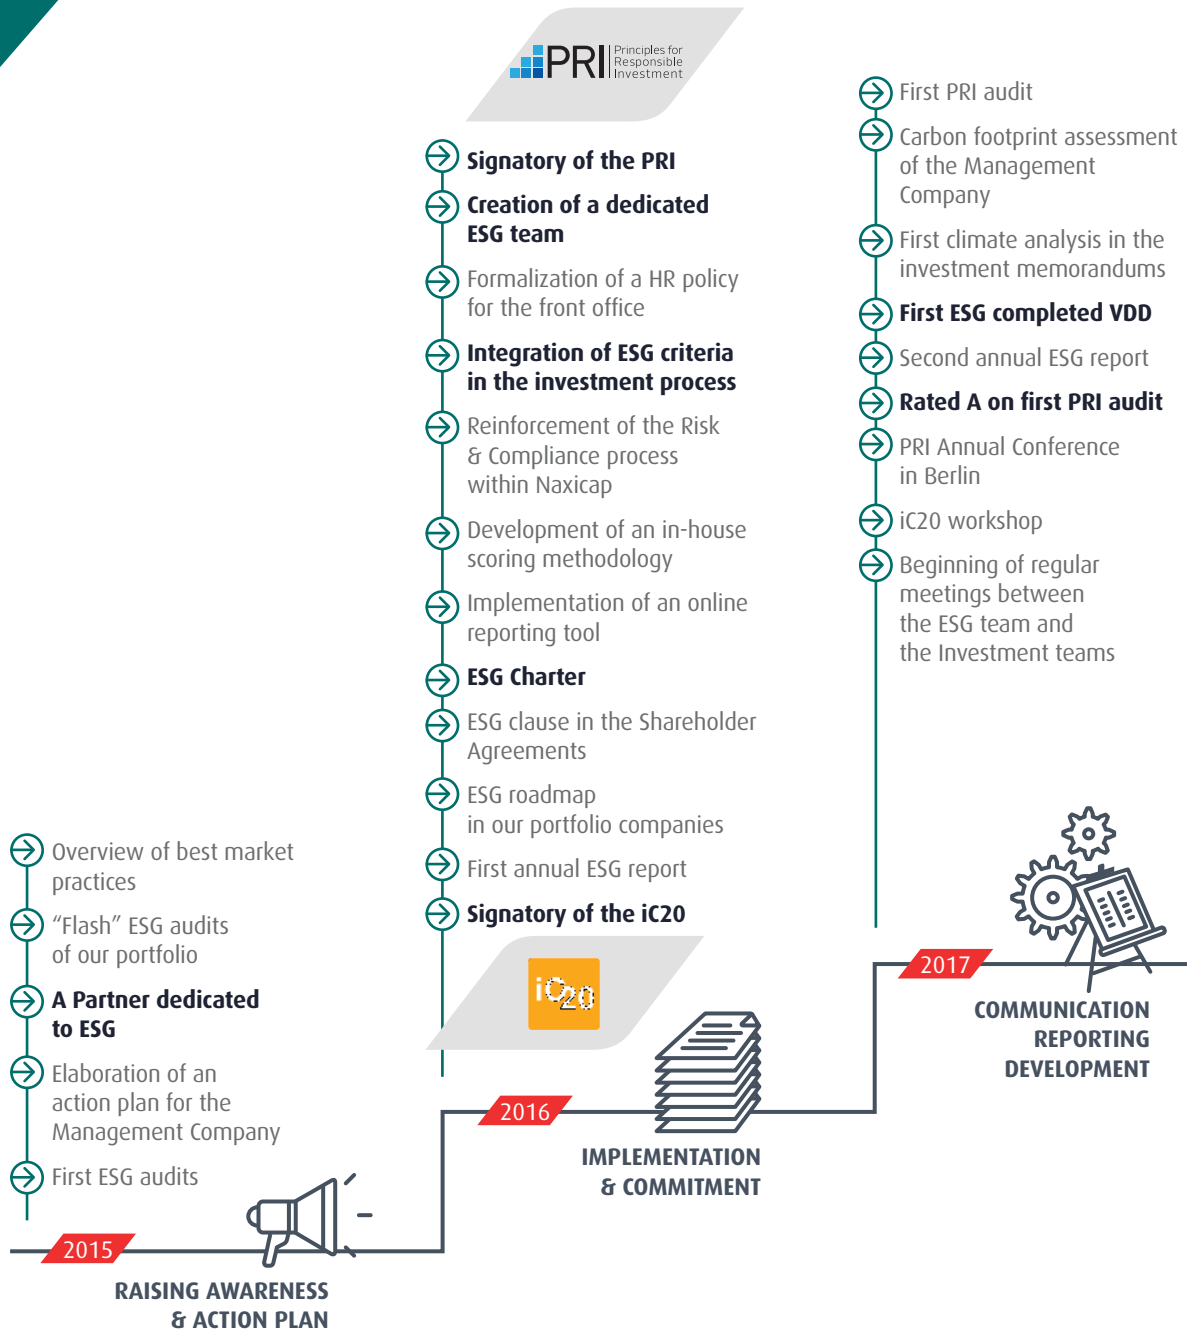 Overview of best market
practices
“Flash” ESG audits
of our portfolio
A Partner dedicated
to ESG
Elaboration of an
action plan for the
Management Company
First ESG audits
2015
RAISING AWARENESS
& ACTION PLAN
PRI
Principles for
Responsible
Investment
Signatory of the PRI
Creation of a dedicated
ESG team
Formalization of a HR policy
for the front office
Integration of ESG criteria
in the investment process
Reinforcement of the Risk
& Compliance process
within Naxicap
Development of an in-house
scoring methodology
Implementation of an online
reporting tool
ESG Charter
ESG clause in the Shareholder
Agreements
ESG roadmap
in our portfolio companies
First annual ESG report
Signatory of the iC20
iC20
2016
IMPLEMENTATION
& COMMITMENT
First PRI audit
Carbon footprint assessment
of the Management
Company
First climate analysis in the
investment memorandums
First ESG completed VDD
Second annual ESG report
Rated A on first PRI audit
PRI Annual Conference
in Berlin
iC20 workshop
Beginning of regular
meetings between
the ESG team and
the Investment teams
2017
COMMUNICATION
REPORTING
DEVELOPMENT